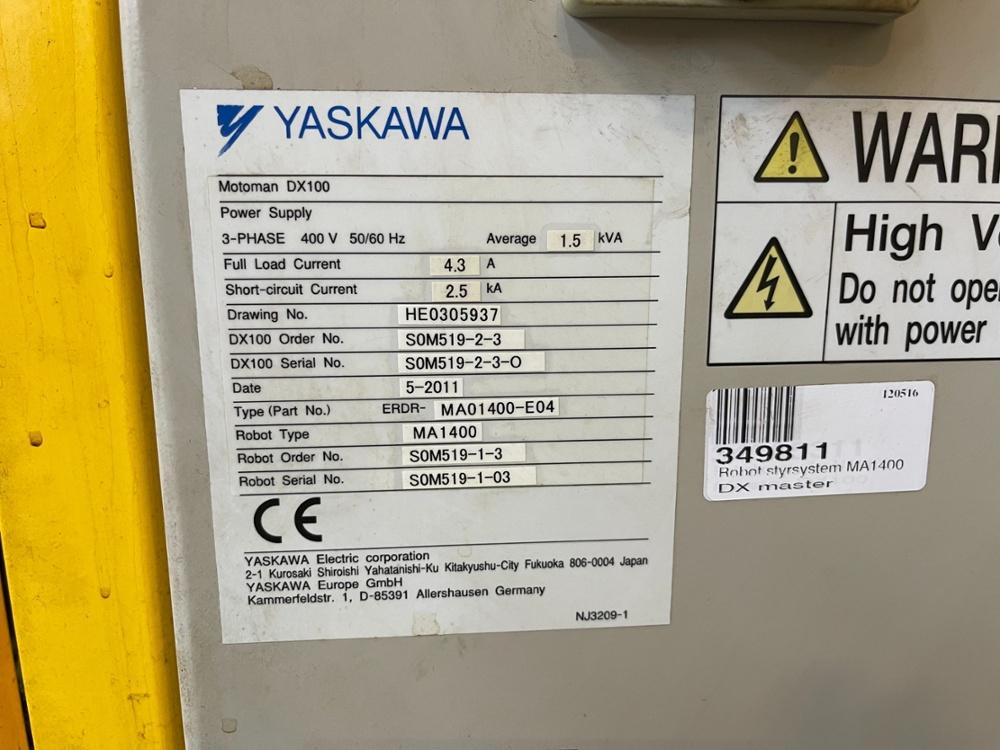 YASKAWA
Motoman DX100
Power Supply
3-PHASE 400 V 50/60 Hz Average 1.5 kVA
Full Load Current 4.3 A
Short-circuit Current 2.5 kA
Drawing No. HE0305937
DX100 Order No. S0M519-2-3
DX100 Serial No. S0M519-2-3-0
Date 5-2011
Type (Part No.) ERDR- MA01400-E04
Robot Type MA1400
Robot Order No. S0M519-1-3
Robot Serial No. S0M519-1-03
CE
YASKAWA Electric corporation
2-1 Kurosaki Shiroishi Yahatanishi-Ku Kitakyushu-City Fukuoka 806-0004 Japan
YASKAWA Europe GmbH
Kammerfeldstr. 1, D-85391 Allershausen Germany
NJ3209-1
WAR
High V
Do not ope
with power
120516
349811
Robot styrsystem MA1400
DX master